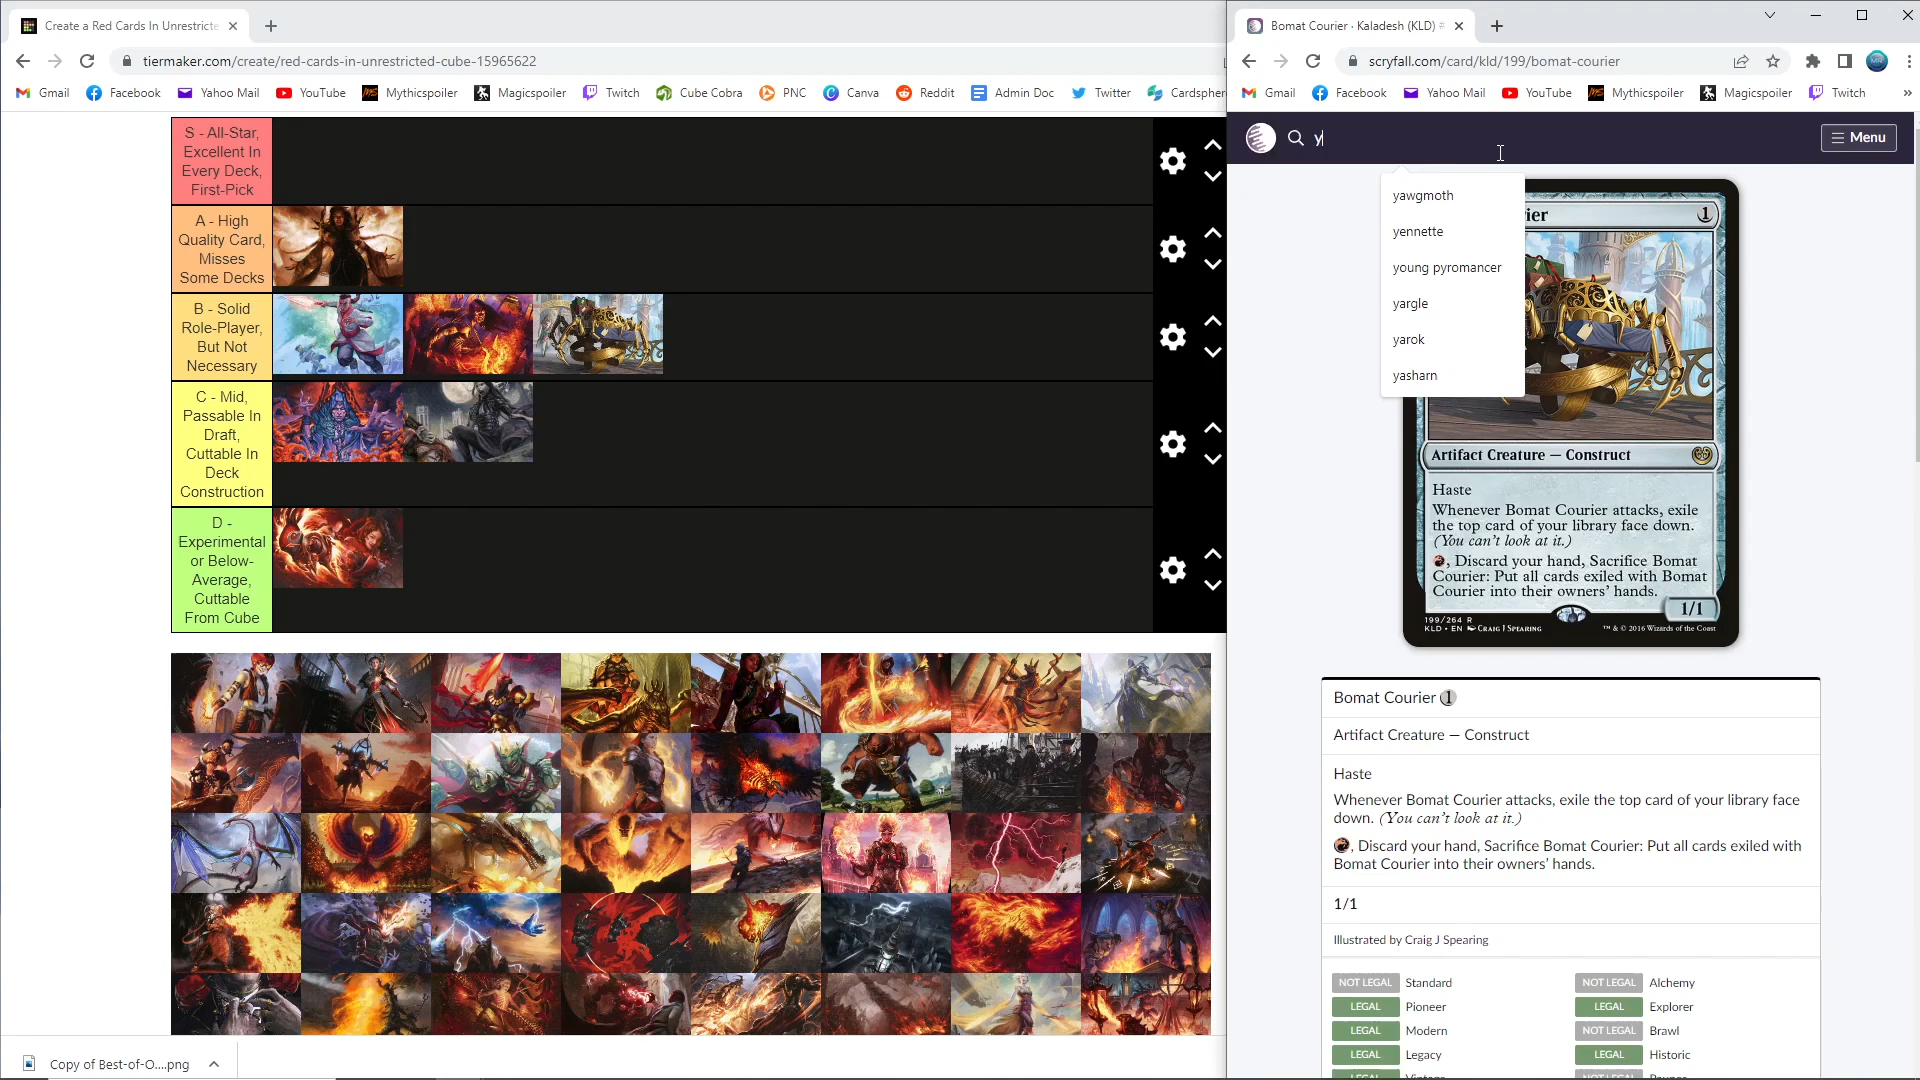 Create a Red Cards In Unrestricte
tiermaker.com/create/red-cards-in-unrestricted-cube-15965622
Gmail
Facebook
Yahoo Mail
YouTube
Mythicspoiler
Magicspoiler
Twitch
Cube Cobra
PNC
Canva
Reddit
Admin Doc
Twitter
Cardspher
S - All-Star,
Excellent In
Every Deck,
First-Pick
A - High
Quality Card,
Misses
Some Decks
B - Solid
Role-Player,
But Not
Necessary
C - Mid,
Passable In
Draft,
Cuttable In
Deck
Construction
D -
Experimental
or Below-
Average,
Cuttable
From Cube
Copy of Best-of-O....png
Bomat Courier · Kaladesh (KLD) #
scryfall.com/card/kld/199/bomat-courier
Gmail
Facebook
Yahoo Mail
YouTube
Mythicspoiler
Magicspoiler
Twitch
»
y
Menu
yawgmoth
yennette
young pyromancer
yargle
yarok
yasharn
rier
1
Artifact Creature — Construct
Haste
Whenever Bomat Courier attacks, exile
the top card of your library face down.
(You can't look at it.)
, Discard your hand, Sacrifice Bomat
Courier: Put all cards exiled with Bomat
Courier into their owners' hands.
1/1
199/264 R
KLD • EN Craig J Spearing
™ & © 2016 Wizards of the Coast
Bomat Courier 1
Artifact Creature — Construct
Haste
Whenever Bomat Courier attacks, exile the top card of your library face
down. (You can't look at it.)
, Discard your hand, Sacrifice Bomat Courier: Put all cards exiled with
Bomat Courier into their owners' hands.
1/1
Illustrated by Craig J Spearing
NOT LEGAL Standard
NOT LEGAL Alchemy
LEGAL Pioneer
LEGAL Explorer
LEGAL Modern
NOT LEGAL Brawl
LEGAL Legacy
LEGAL Historic